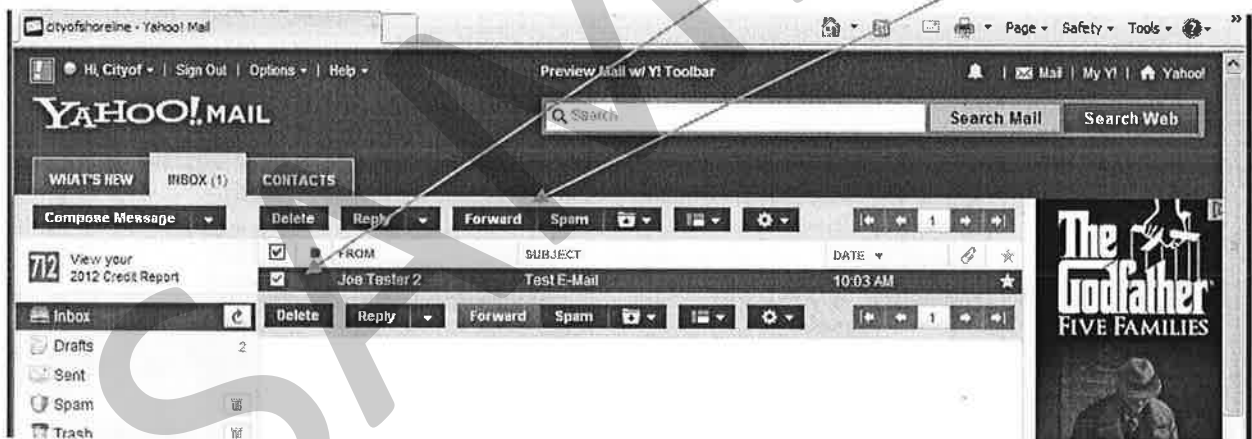 cityofshoreline - Yahoo! Mail
Page Safety Tools
Hi, Cityof | Sign Out | Options | Help
Preview Mail w/ Y! Toolbar
Mail | My Y! | Yahoo!
YAHOO! MAIL
Search
Search Mail
Search Web
WHAT'S NEW
INBOX (1)
CONTACTS
Compose Message
Delete Reply Forward Spam
1
712 View your
2012 Credit Report
FROM SUBJECT DATE
Joe Tester 2 Test E-Mail 10:03 AM
Inbox
Delete Reply Forward Spam
1
Drafts 2
Sent
Spam
Trash
The
Godfather
FIVE FAMILIES